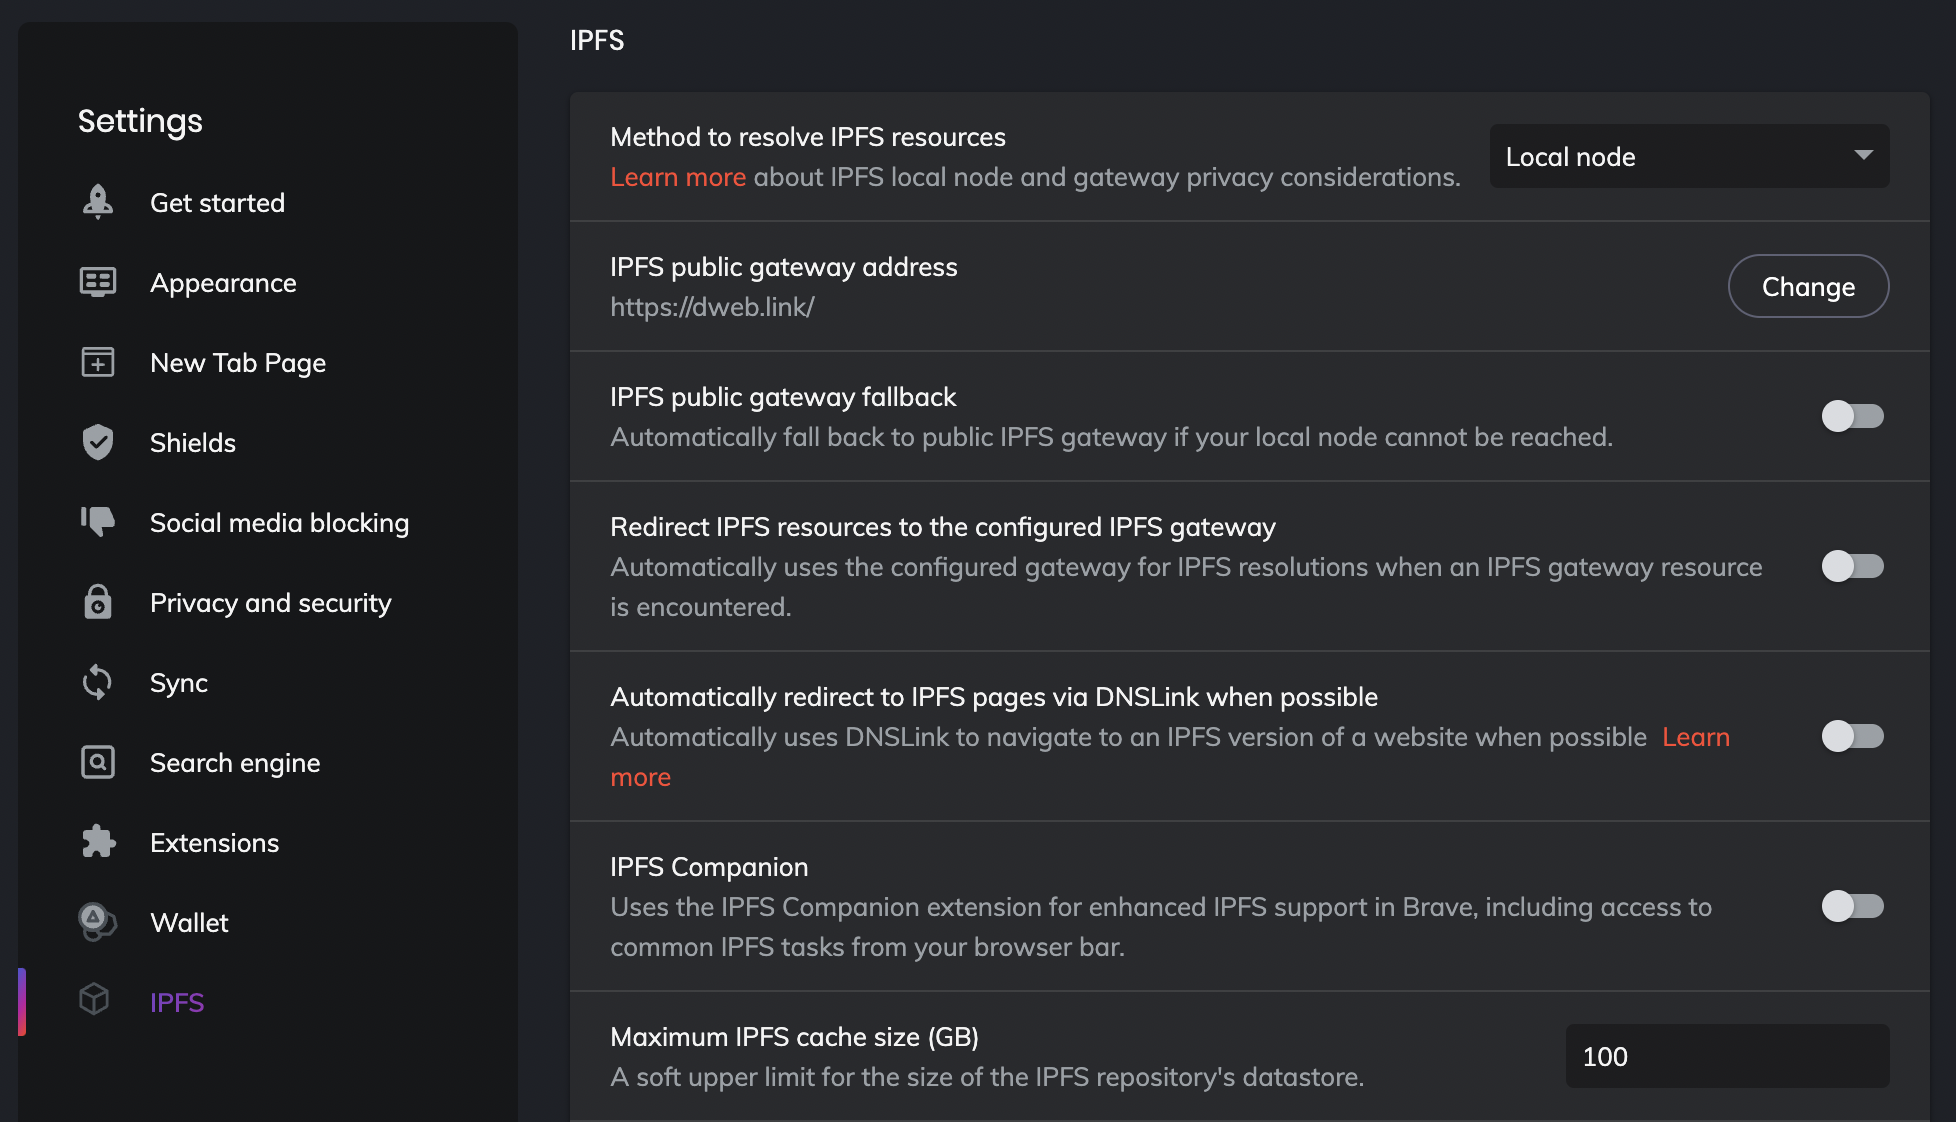 Settings
Get started
Appearance
New Tab Page
Shields
Social media blocking
Privacy and security
Sync
Search engine
Extensions
Wallet
IPFS
IPFS
Method to resolve IPFS resources
Learn more about IPFS local node and gateway privacy considerations.
Local node
IPFS public gateway address
https://dweb.link/
Change
IPFS public gateway fallback
Automatically fall back to public IPFS gateway if your local node cannot be reached.
Redirect IPFS resources to the configured IPFS gateway
Automatically uses the configured gateway for IPFS resolutions when an IPFS gateway resource
is encountered.
Automatically redirect to IPFS pages via DNSLink when possible
Automatically uses DNSLink to navigate to an IPFS version of a website when possible Learn
more
IPFS Companion
Uses the IPFS Companion extension for enhanced IPFS support in Brave, including access to
common IPFS tasks from your browser bar.
Maximum IPFS cache size (GB)
A soft upper limit for the size of the IPFS repository's datastore.
100